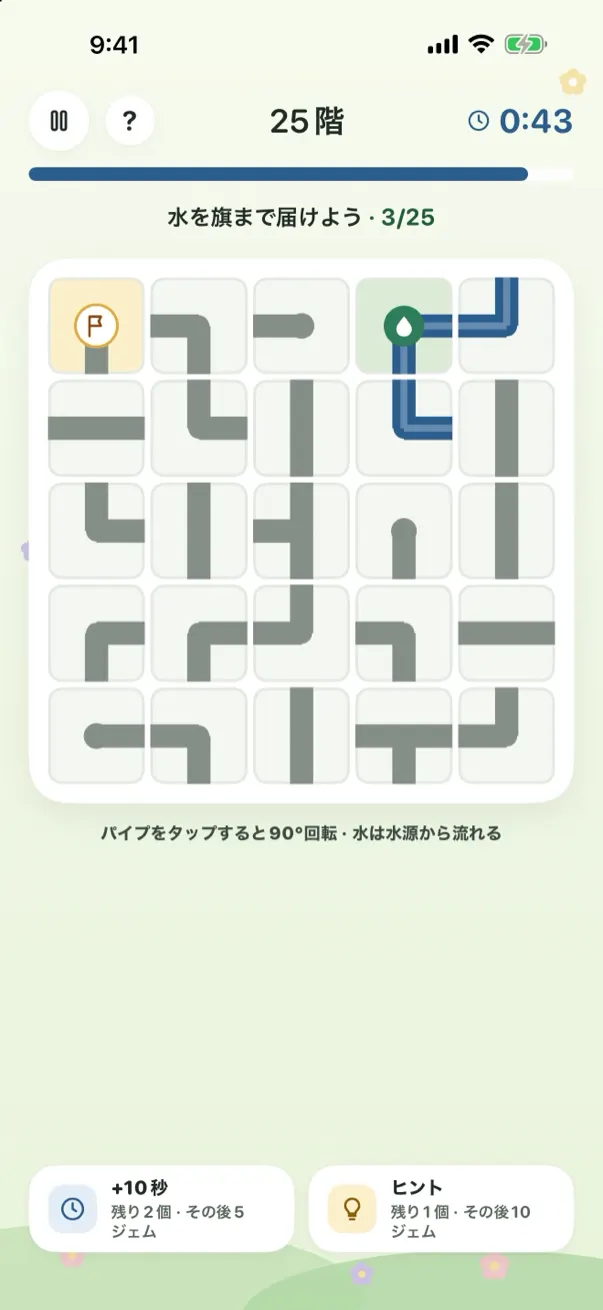 9:41
?
25階
0:43
水を旗まで届けよう · 3/25
パイプをタップすると90°回転 · 水は水源から流れる
+10秒
残り2個 · その後5
ジェム
ヒント
残り1個 · その後10
ジェム